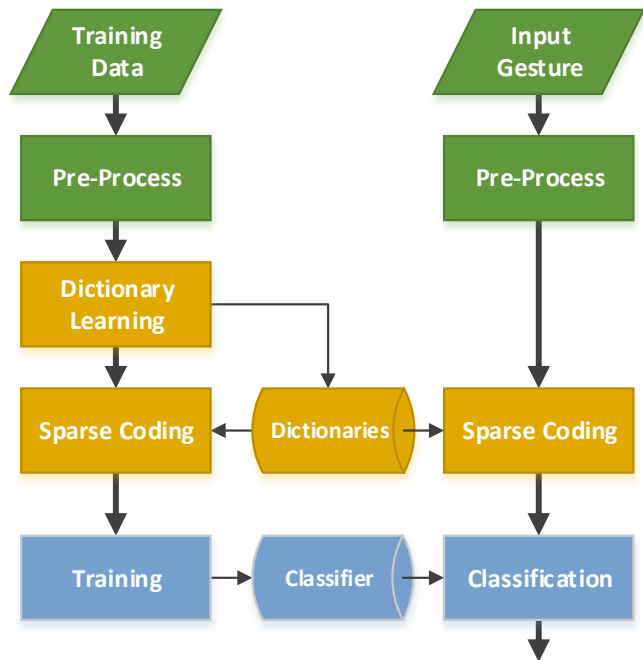 Training
Data
Input
Gesture
Pre-Process
Pre-Process
Dictionary
Learning
Sparse Coding
Dictionaries
Sparse Coding
Training
Classifier
Classification